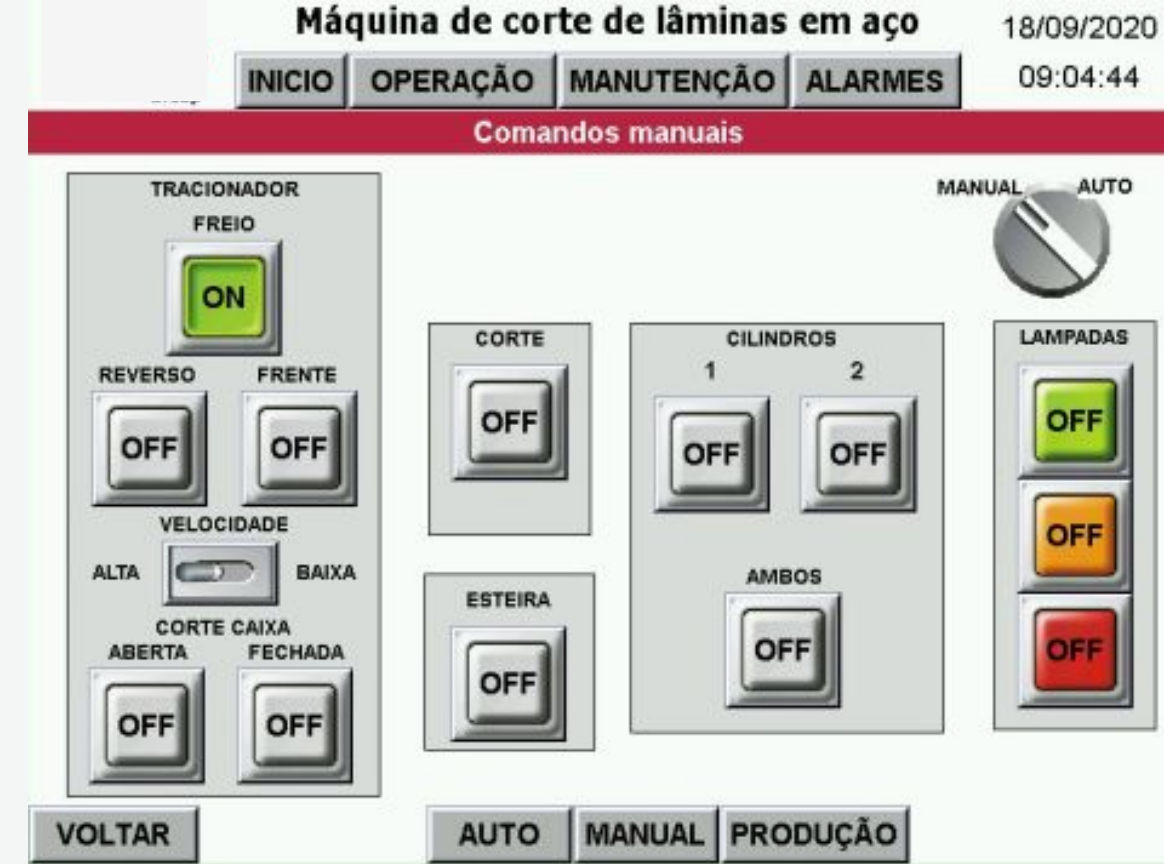 Máquina de corte de lâminas em aço
18/09/2020
INICIO OPERAÇÃO MANUTENÇÃO ALARMES
09:04:44
Comandos manuais
TRACIONADOR
FREIO
ON
REVERSO FRENTE
OFF OFF
VELOCIDADE
ALTA BAIXA
CORTE CAIXA
ABERTA FECHADA
OFF OFF
CORTE
OFF
ESTEIRA
OFF
CILINDROS
1 2
OFF OFF
AMBOS
OFF
MANUAL AUTO
LAMPADAS
OFF
OFF
OFF
VOLTAR AUTO MANUAL PRODUÇÃO